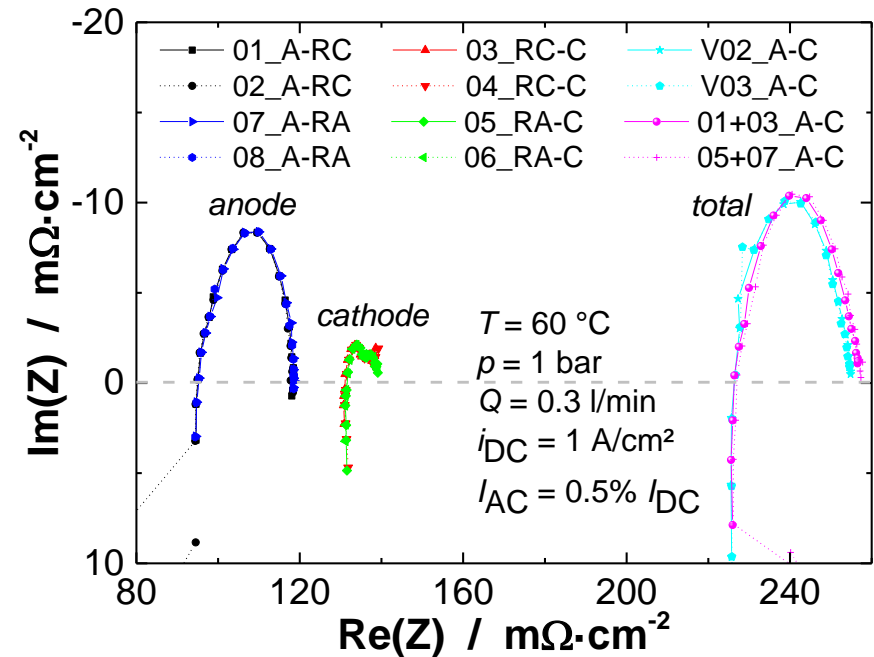 -20
-10
0
10
Im(Z) / mΩ·cm⁻²
01_A-RC 03_RC-C V02_A-C
02_A-RC 04_RC-C V03_A-C
07_A-RA 05_RA-C 01+03_A-C
08_A-RA 06_RA-C 05+07_A-C
anode
total
cathode
T = 60 °C
p = 1 bar
Q = 0.3 l/min
iDC = 1 A/cm²
IAC = 0.5% IDC
80 120 160 200 240
Re(Z) / mΩ·cm⁻²